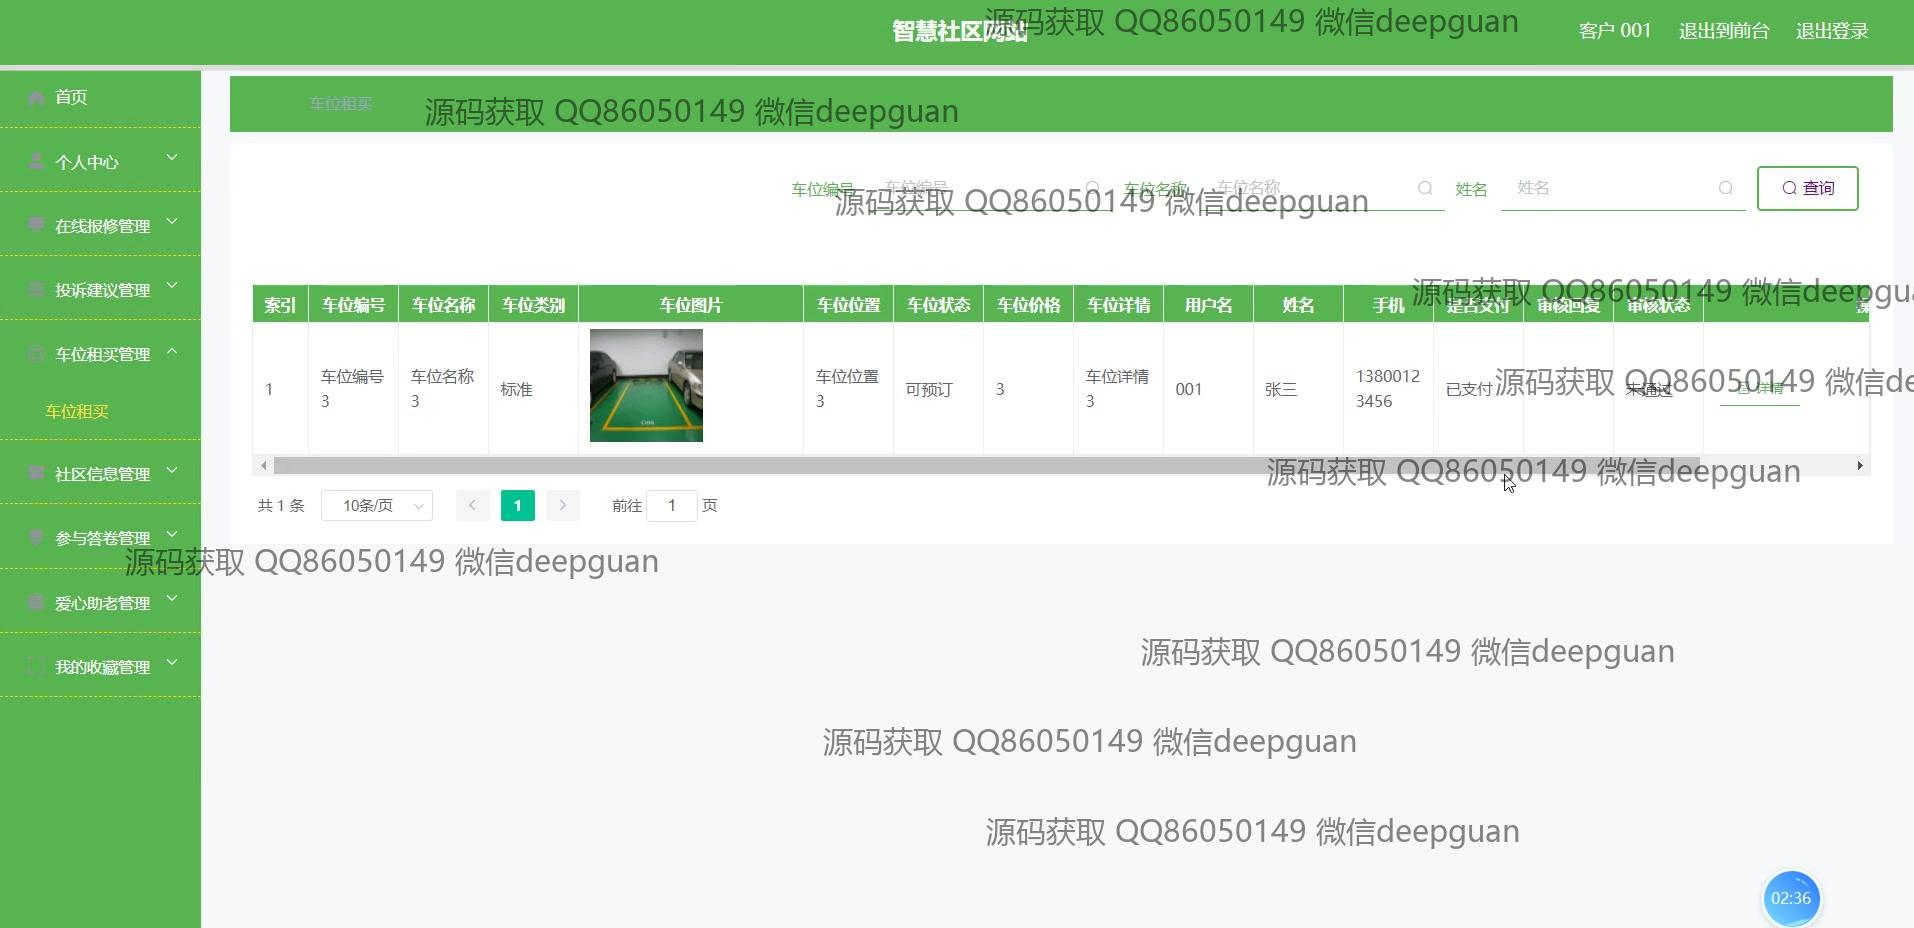 智慧社区网站
源码获取 QQ86050149 微信deepguan
客户 001
退出到前台
退出登录
首页
个人中心
在线报修管理
投诉建议管理
车位租买管理
车位租买
社区信息管理
参与答卷管理
爱心助老管理
我的收藏管理
车位租买
源码获取 QQ86050149 微信deepguan
车位编号 车位编号 车位名称 车位名称 姓名 姓名 查询
源码获取 QQ86050149 微信deepguan
源码获取 QQ86050149 微信deepgu
索引 车位编号 车位名称 车位类别 车位图片 车位位置 车位状态 车位价格 车位详情 用户名 姓名 手机 是否支付 审核回复 审核状态
1 车位编号3 车位名称3 标准 车位位置3 可预订 3 车位详情3 001 张三 13800123456 已支付 未通过 详情
源码获取 QQ86050149 微信de
源码获取 QQ86050149 微信deepguan
共 1 条 10条/页 1 前往 1 页
源码获取 QQ86050149 微信deepguan
源码获取 QQ86050149 微信deepguan
源码获取 QQ86050149 微信deepguan
源码获取 QQ86050149 微信deepguan
02:36